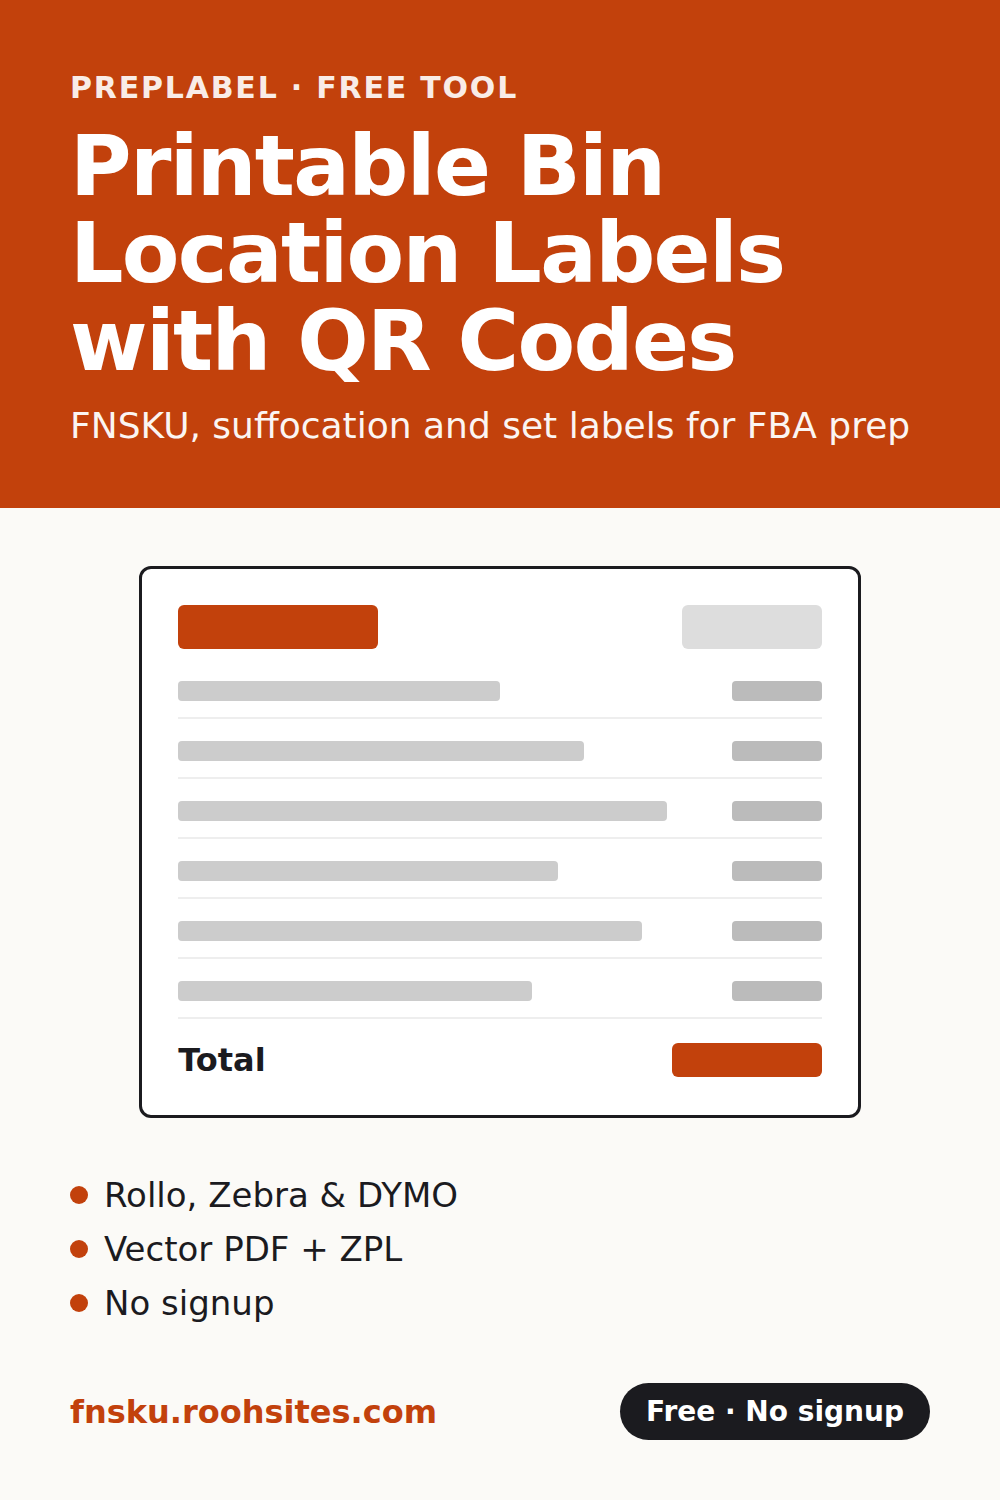 PREPLABEL · FREE TOOL
Printable Bin
Location Labels
with QR Codes
FNSKU, suffocation and set labels for FBA prep
Total
Rollo, Zebra & DYMO
Vector PDF + ZPL
No signup
fnsku.roohsites.com
Free · No signup